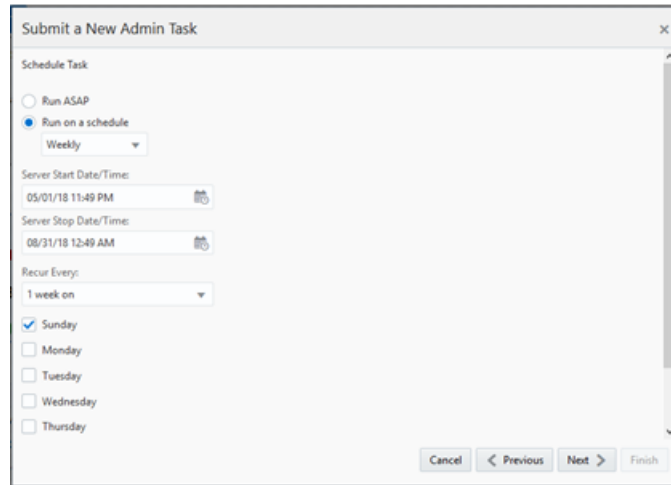 Submit a New Admin Task
Schedule Task
Run ASAP
Run on a schedule
Weekly
Server Start Date/Time:
05/01/18 11:49 PM
Server Stop Date/Time:
08/31/18 12:49 AM
Recur Every:
1 week on
Sunday
Monday
Tuesday
Wednesday
Thursday
Cancel Previous Next Finish